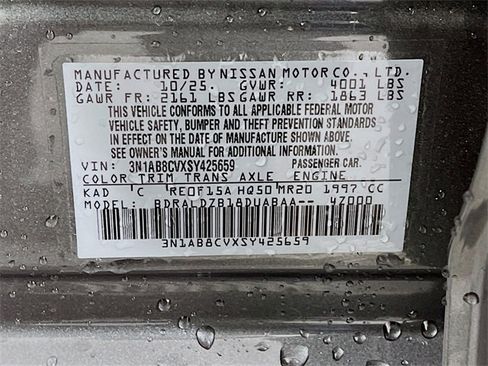 MANUFACTURED BY NISSAN MOTOR CO., LTD.
DATE: 10/25. GVWR: 4001 LBS
GAWR FR: 2161 LBS GAWR RR: 1863 LBS
THIS VEHICLE CONFORMS TO ALL APPLICABLE FEDERAL MOTOR
VEHICLE SAFETY, BUMPER AND THEFT PREVENTION STANDARDS
IN EFFECT ON THE DATE OF MANUFACTURE SHOWN ABOVE.
SEE OWNER'S MANUAL FOR ADDITIONAL INFORMATION.
VIN: 3N1AB8CVXSY425659 PASSENGER CAR.
COLOR TRIM TRANS AXLE ENGINE
KAD C RE0F15A HQ50 MR20 1997 CC
MODEL: BDRALDZB18DUABAA-- 4Z000
3N1AB8CVXSY425659